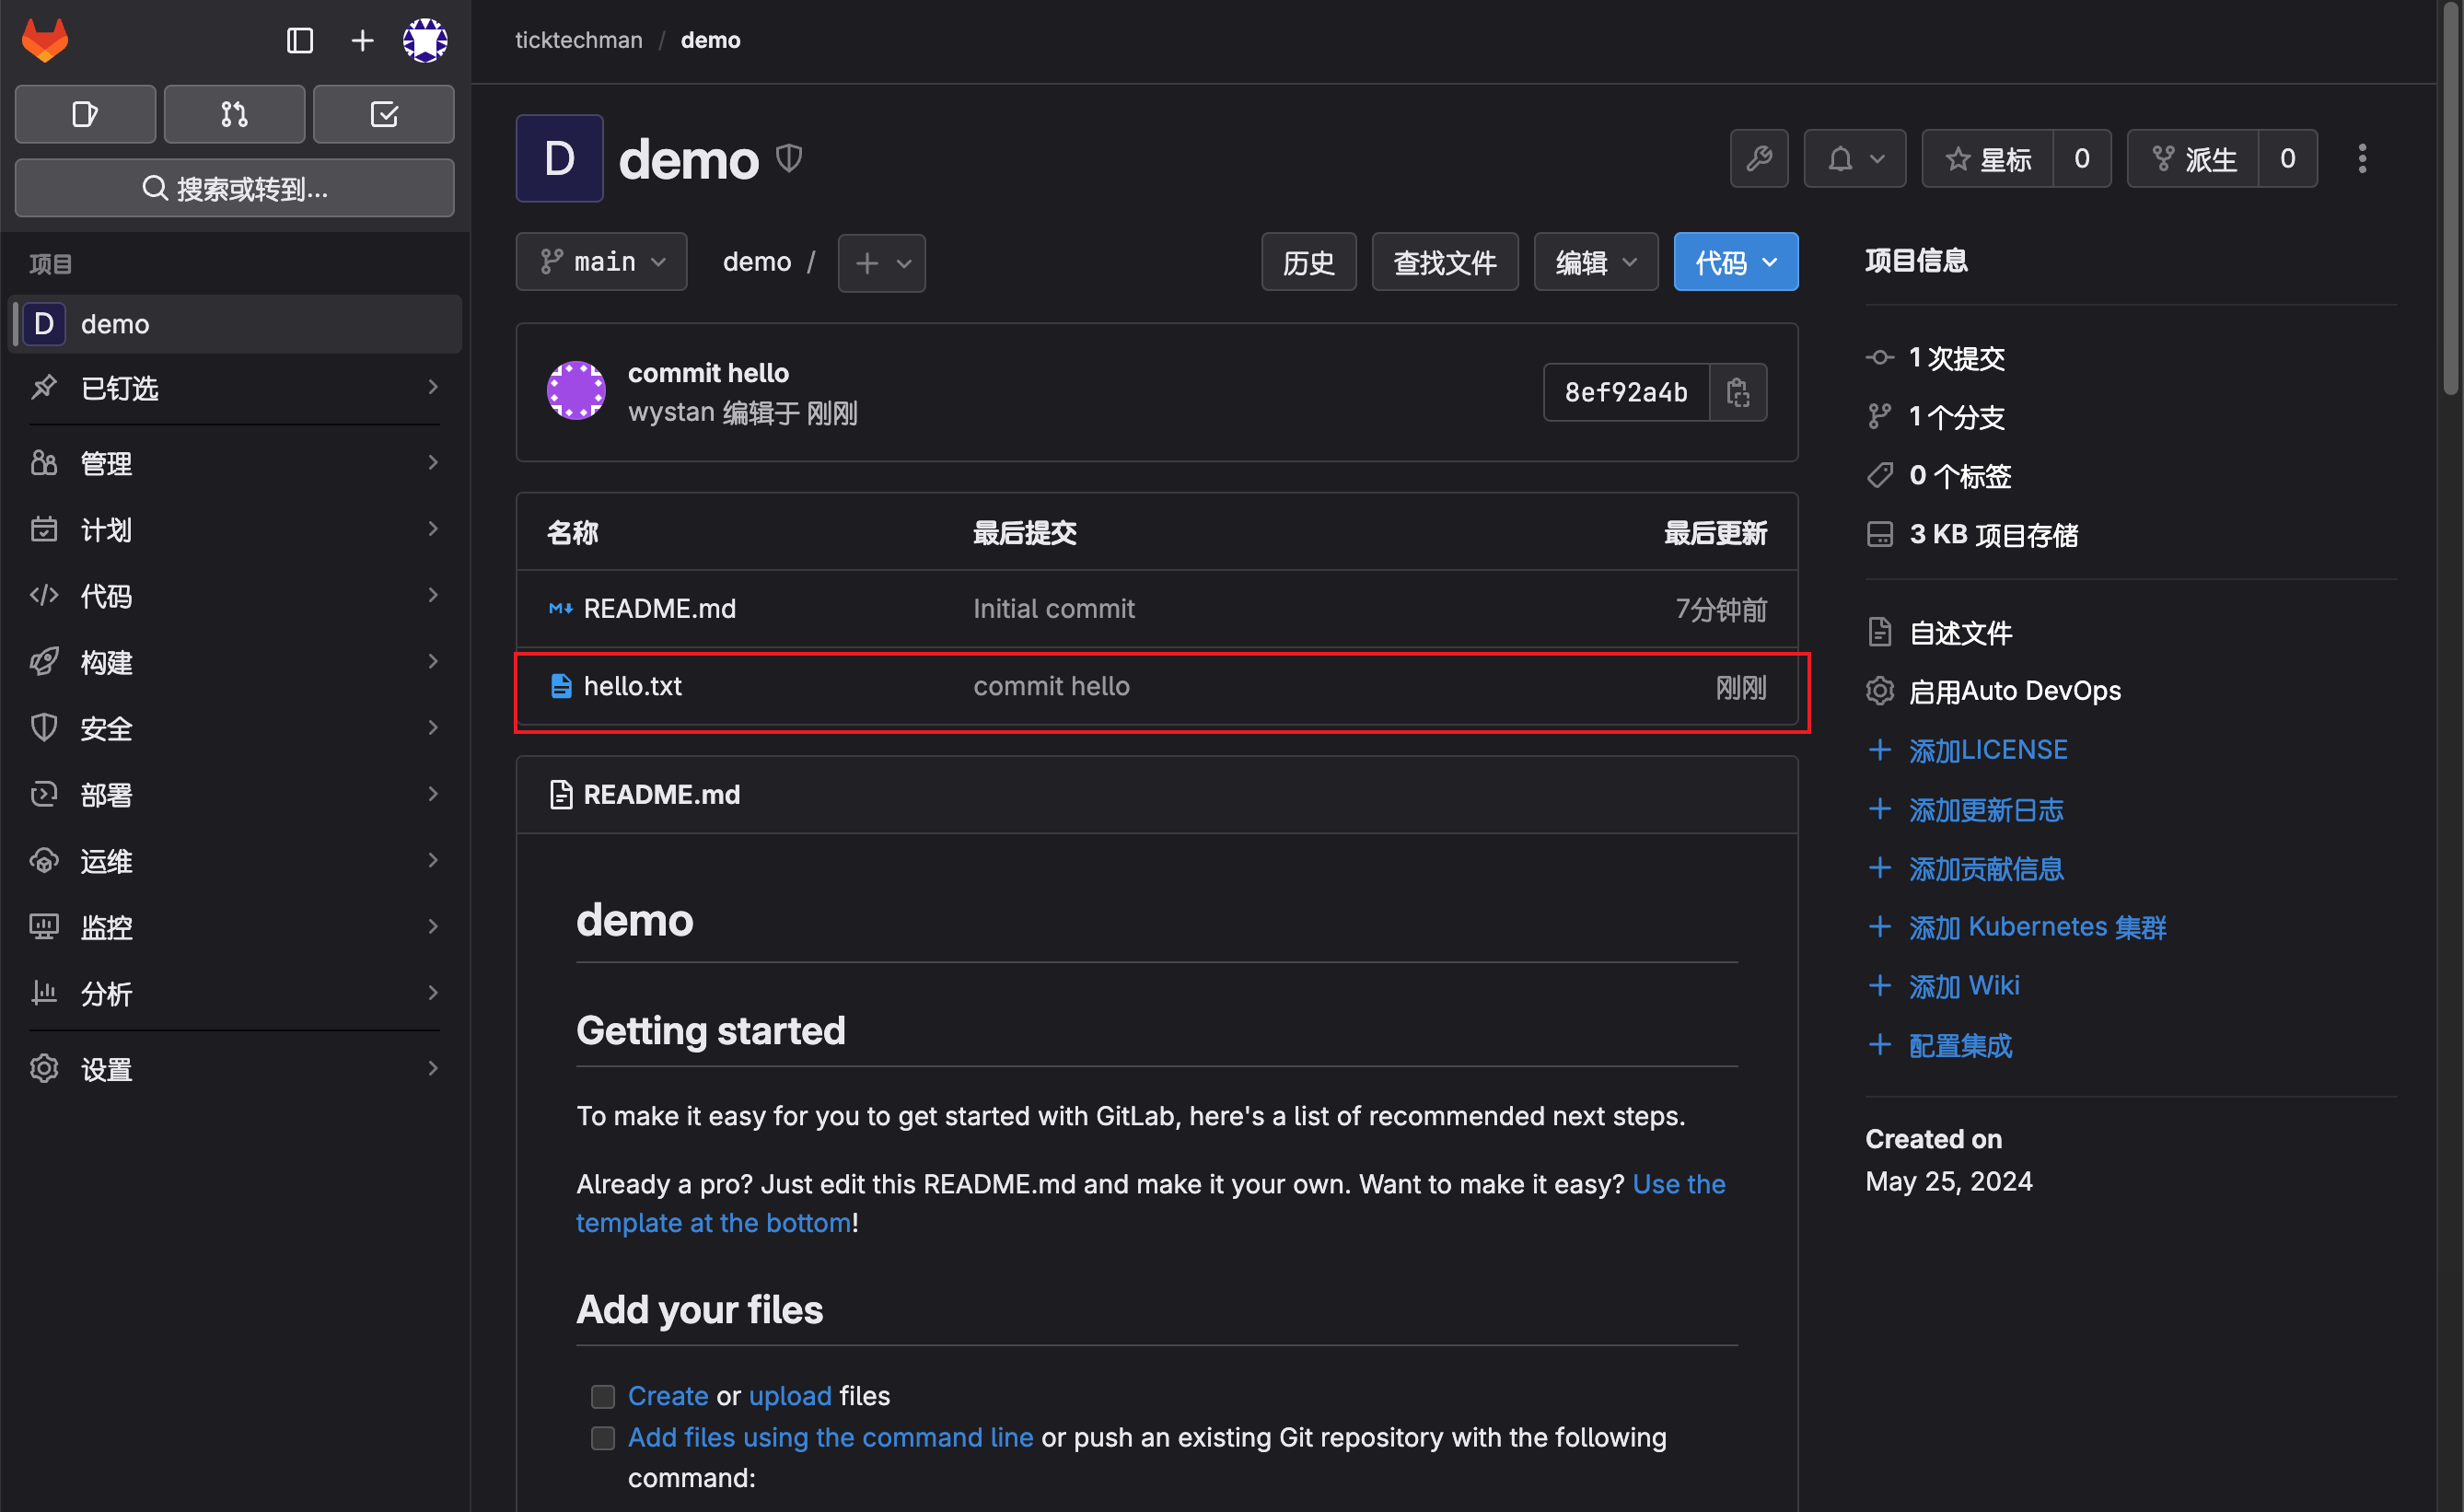 ticktechman / demo
搜索或转到...
项目
D demo
已钉选
管理
计划
代码
构建
安全
部署
运维
监控
分析
设置
D demo
星标 0
派生 0
main
demo /
历史
查找文件
编辑
代码
commit hello
wystan 编辑于 刚刚
8ef92a4b
名称 最后提交 最后更新
README.md Initial commit 7分钟前
hello.txt commit hello 刚刚
README.md
demo
Getting started
To make it easy for you to get started with GitLab, here's a list of recommended next steps.
Already a pro? Just edit this README.md and make it your own. Want to make it easy? Use the
template at the bottom!
Add your files
Create or upload files
Add files using the command line or push an existing Git repository with the following
command:
项目信息
1 次提交
1 个分支
0 个标签
3 KB 项目存储
自述文件
启用Auto DevOps
添加LICENSE
添加更新日志
添加贡献信息
添加 Kubernetes 集群
添加 Wiki
配置集成
Created on
May 25, 2024